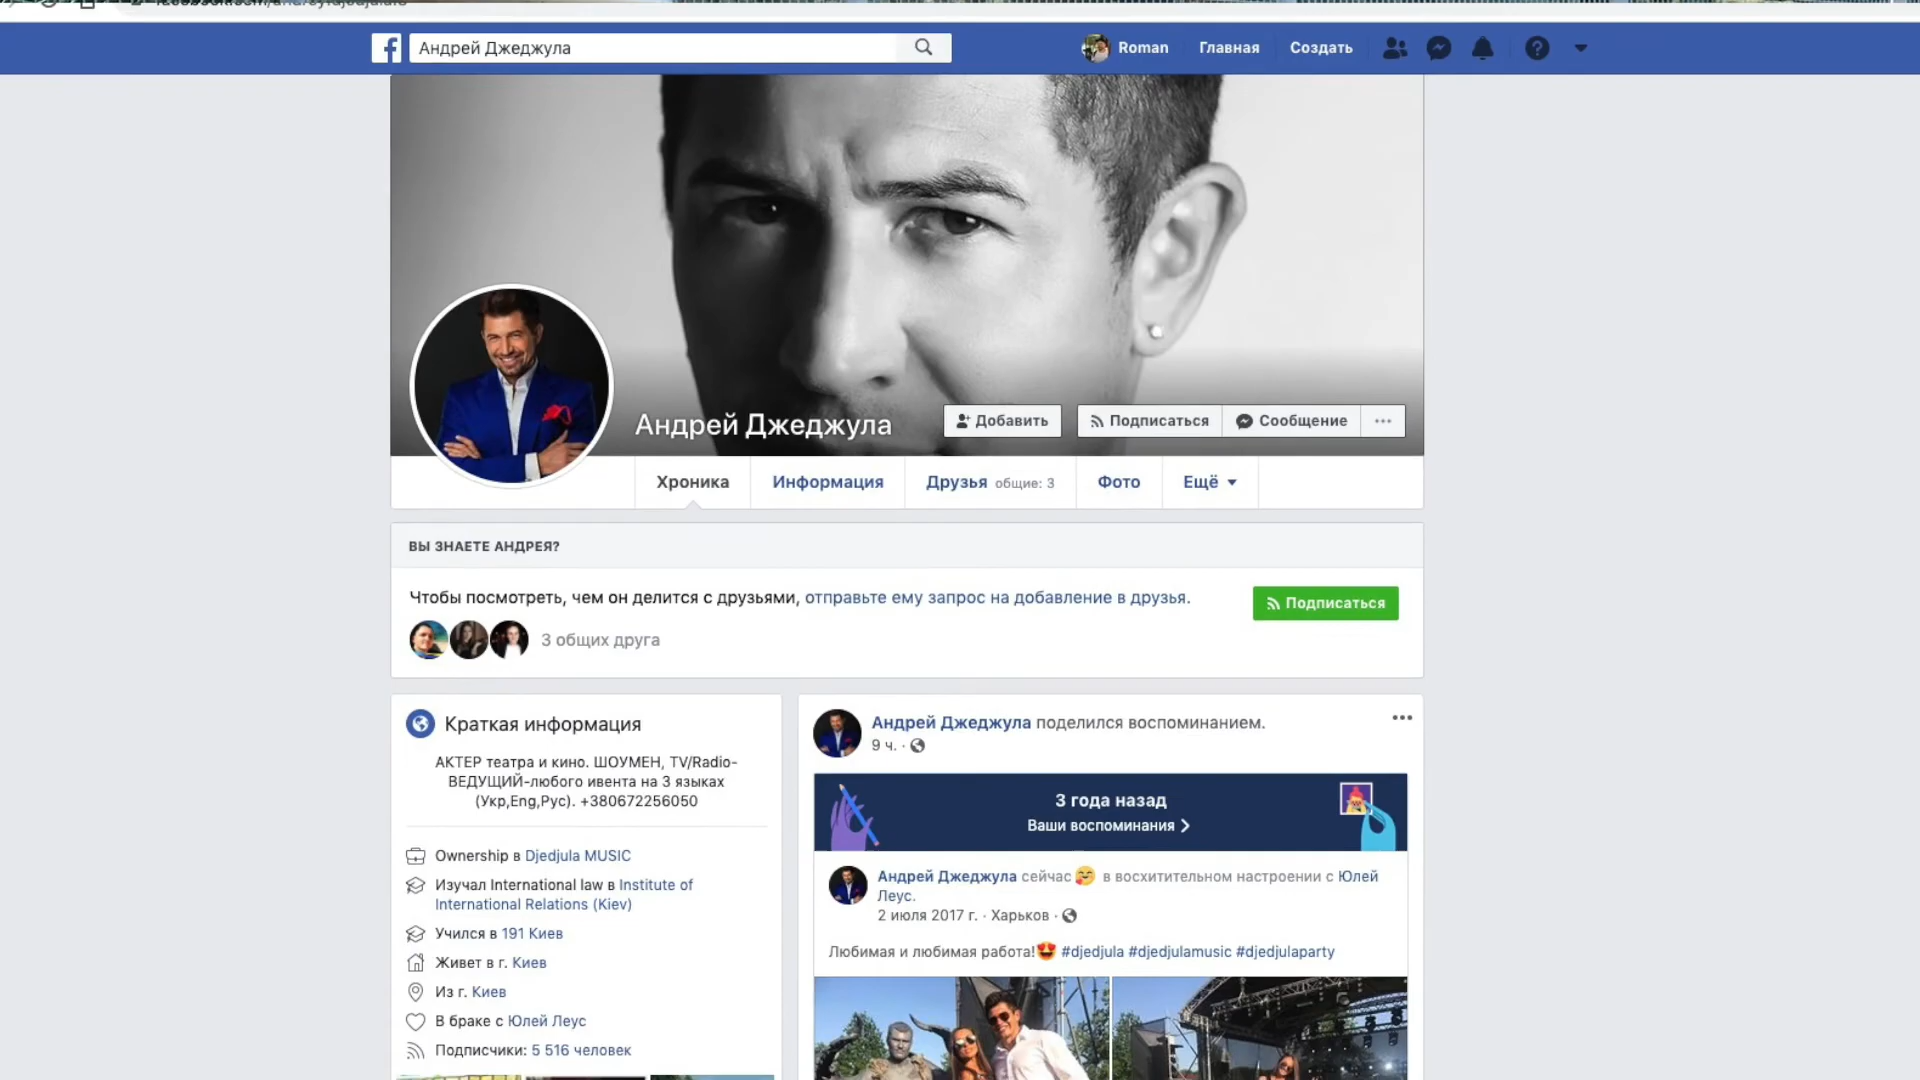 Андрей Джеджула
Roman
Главная
Создать
Андрей Джеджула
Добавить
Подписаться
Сообщение
Хроника
Информация
Друзья общие: 3
Фото
Ещё
ВЫ ЗНАЕТЕ АНДРЕЯ?
Чтобы посмотреть, чем он делится с друзьями, отправьте ему запрос на добавление в друзья.
Подписаться
3 общих друга
Краткая информация
АКТЕР театра и кино. ШОУМЕН, TV/Radio-
ВЕДУЩИЙ-любого ивента на 3 языках
(Укр,Eng,Рус). +380672256050
Ownership в Djedjula MUSIC
Изучал International law в Institute of
International Relations (Kiev)
Учился в 191 Киев
Живет в г. Киев
Из г. Киев
В браке с Юлей Леус
Подписчики: 5 516 человек
Андрей Джеджула поделился воспоминанием.
9 ч. ·
3 года назад
Ваши воспоминания
Андрей Джеджула сейчас 🥰 в восхитительном настроении с Юлей
Леус.
2 июля 2017 г. · Харьков ·
Любимая и любимая работа!😍 #djedjula #djedjulamusic #djedjulaparty